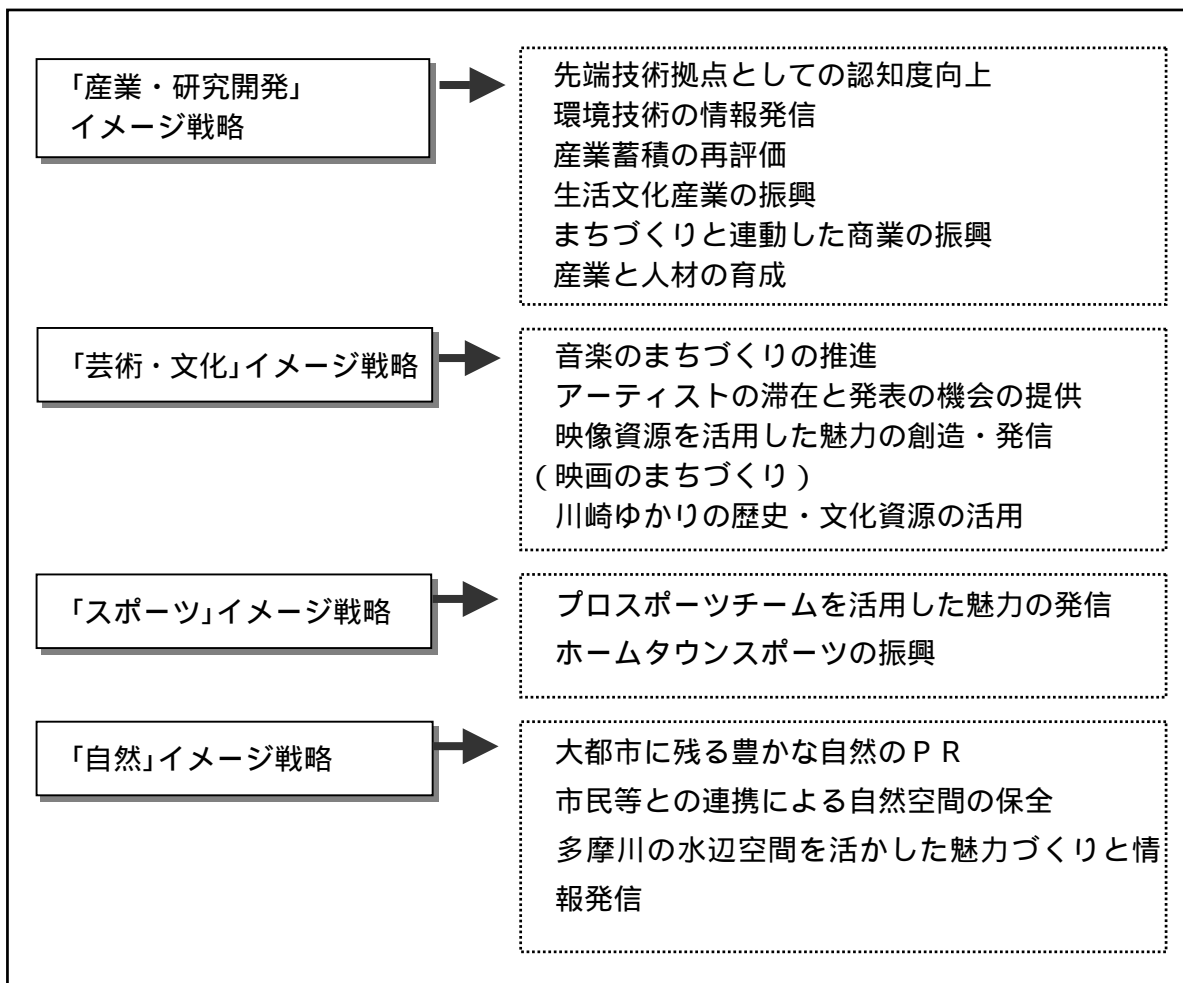 「産業・研究開発」
イメージ戦略
先端技術拠点としての認知度向上
環境技術の情報発信
産業蓄積の再評価
生活文化産業の振興
まちづくりと連動した商業の振興
産業と人材の育成
「芸術・文化」イメージ戦略
音楽のまちづくりの推進
アーティストの滞在と発表の機会の提供
映像資源を活用した魅力の創造・発信
(映画のまちづくり)
川崎ゆかりの歴史・文化資源の活用
「スポーツ」イメージ戦略
プロスポーツチームを活用した魅力の発信
ホームタウンスポーツの振興
「自然」イメージ戦略
大都市に残る豊かな自然のPR
市民等との連携による自然空間の保全
多摩川の水辺空間を活かした魅力づくりと情
報発信